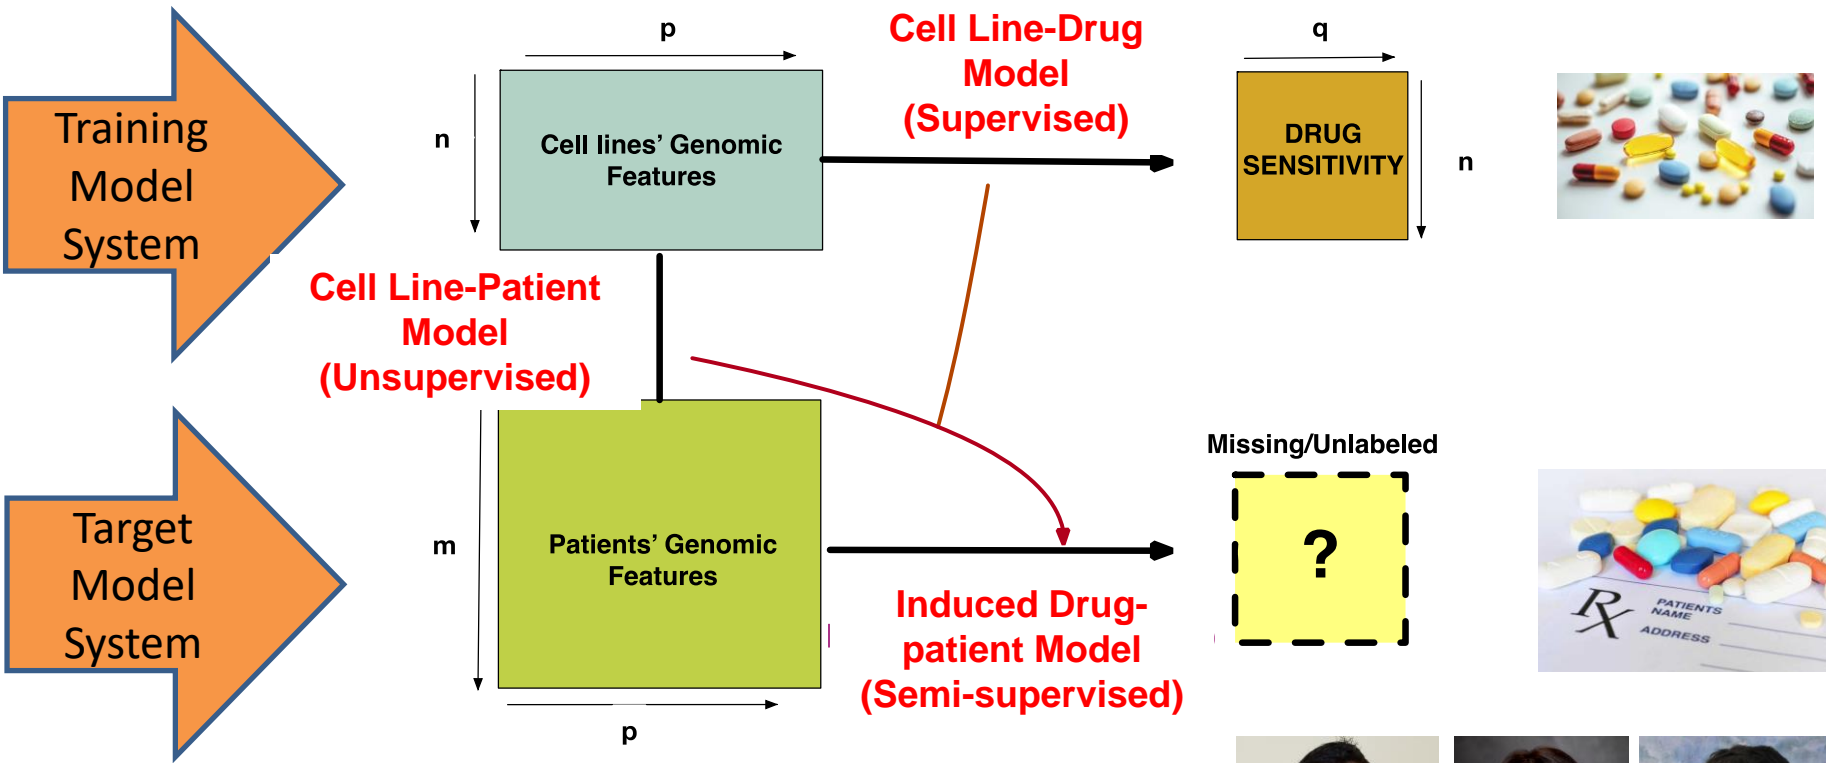 Training
Model
System
p
n
Cell lines’ Genomic
Features
Cell Line-Drug
Model
(Supervised)
q
DRUG
SENSITIVITY
n
Cell Line-Patient
Model
(Unsupervised)
Target
Model
System
m
Patients’ Genomic
Features
p
Induced Drug-
patient Model
(Semi-supervised)
Missing/Unlabeled
?
Rx
PATIENTS
NAME
ADDRESS